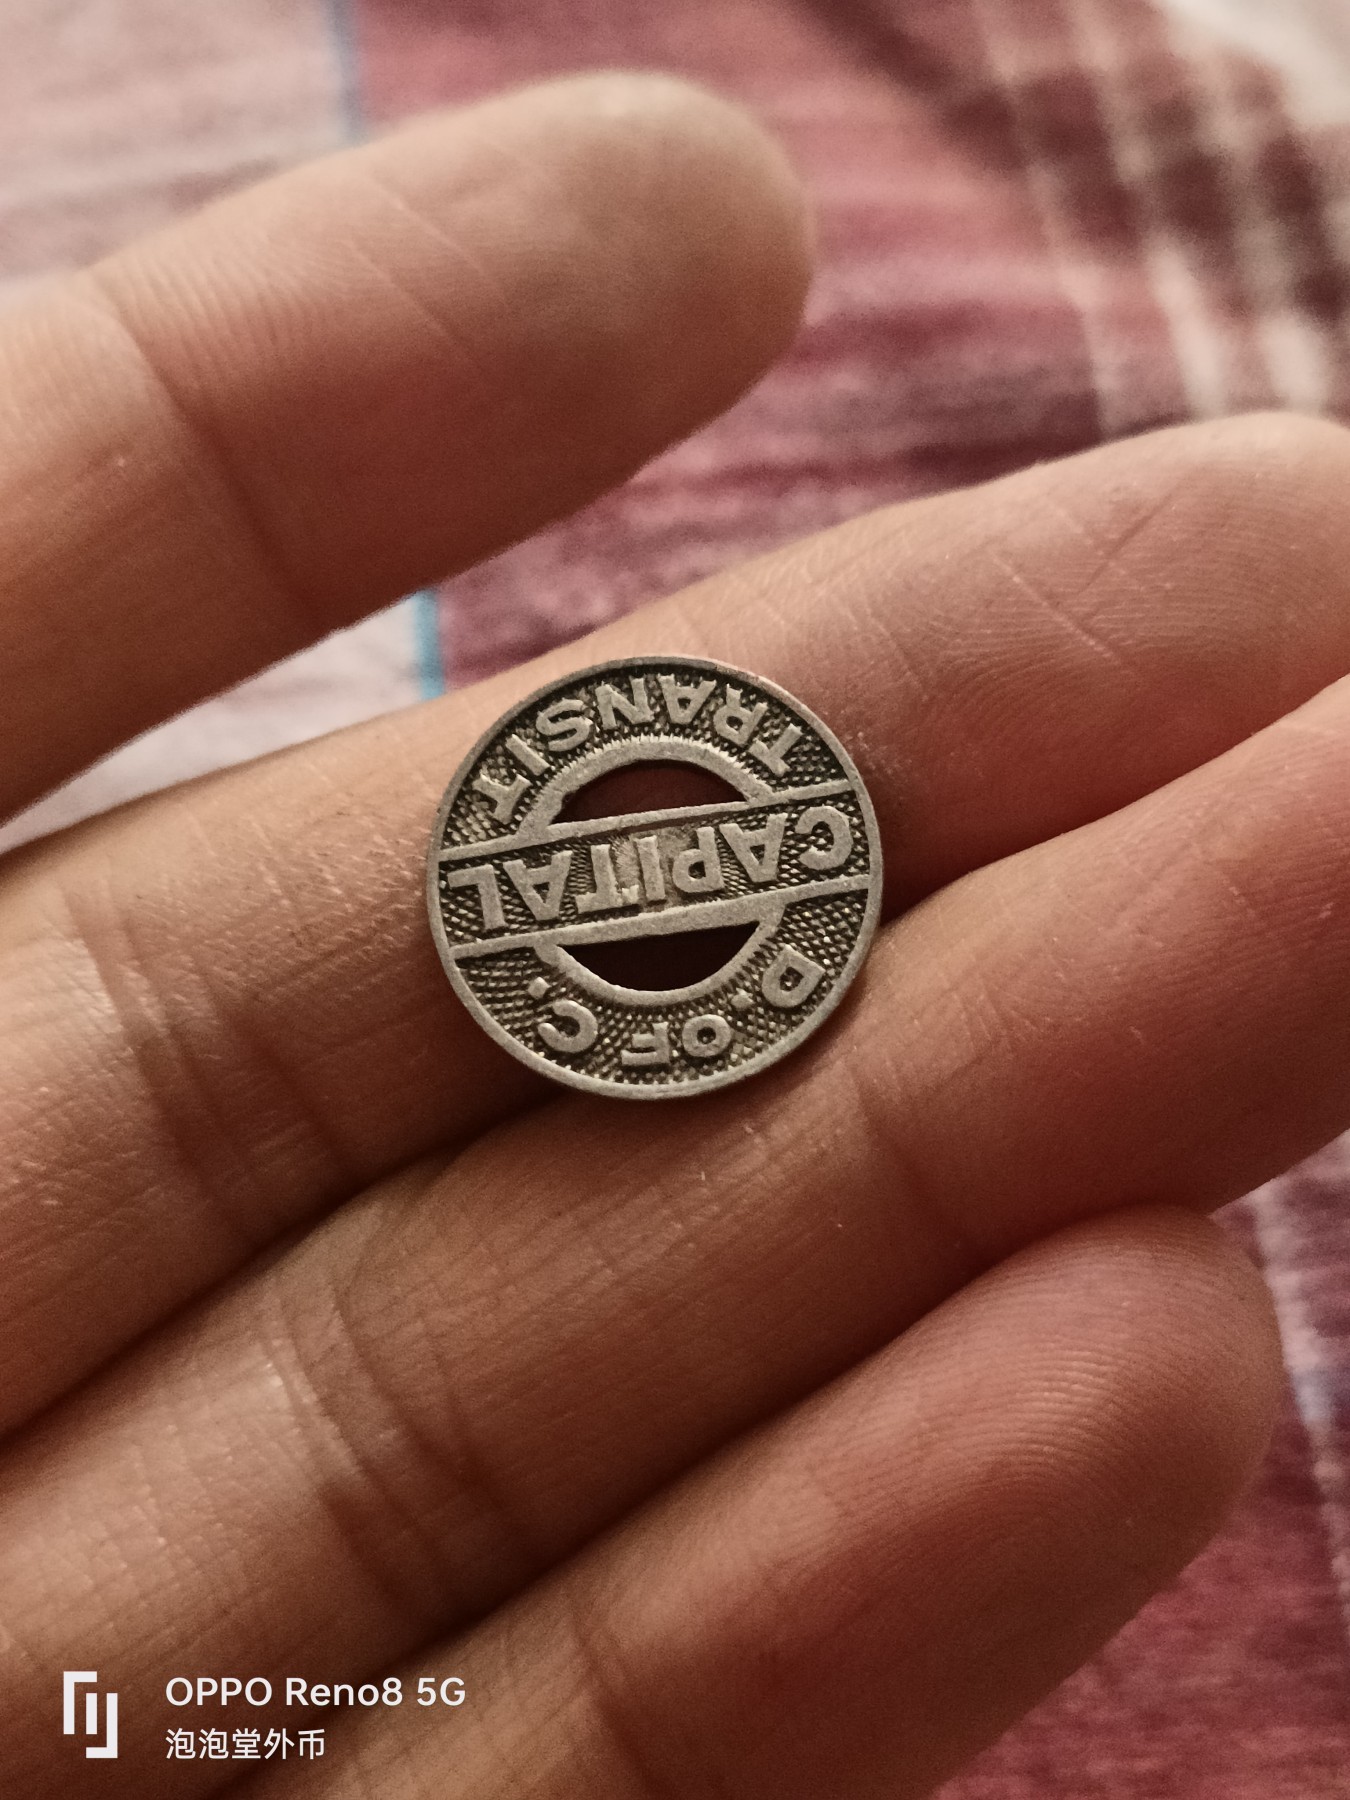 D. OF C.
CAPITAL
TRANSIT
OPPO Reno8 5G
泡泡堂外币